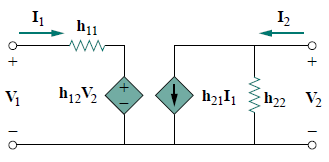 I₁ h₁₁ I₂
+ + +
V₁ h₁₂V₂ h₂₁I₁ h₂₂ V₂
− − −